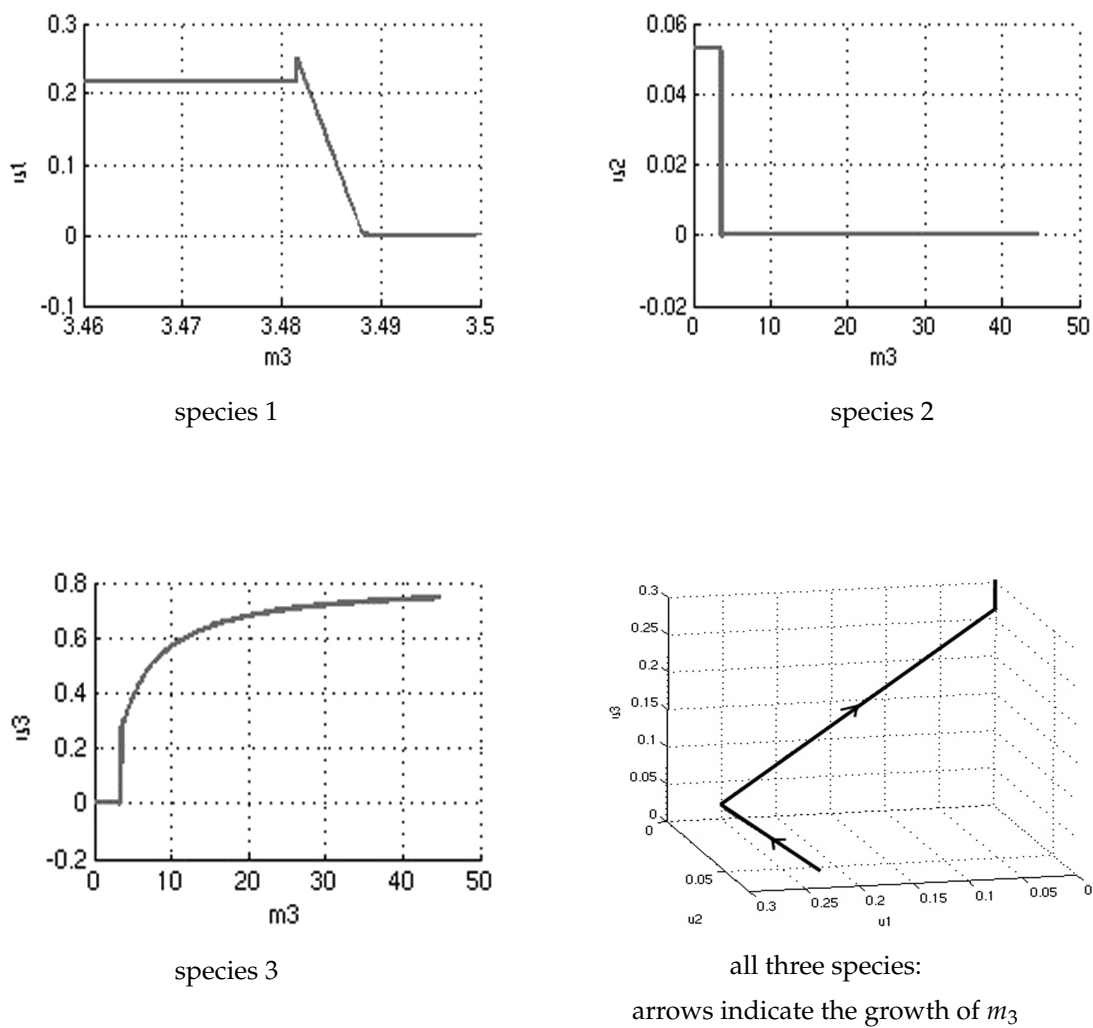 0.3
0.2
0.1
0
-0.1
3.46 3.47 3.48 3.49 3.5
u1
m3
species 1
0.06
0.04
0.02
0
-0.02
0 10 20 30 40 50
u2
m3
species 2
0.8
0.6
0.4
0.2
0
-0.2
0 10 20 30 40 50
u3
m3
species 3
0.3
0.25
0.2
0.15
0.1
0.05
0
u3
0
0.05
u2
0.3 0.25 0.2 0.15 0.1 0.05 0
u1
all three species:
arrows indicate the growth of m3